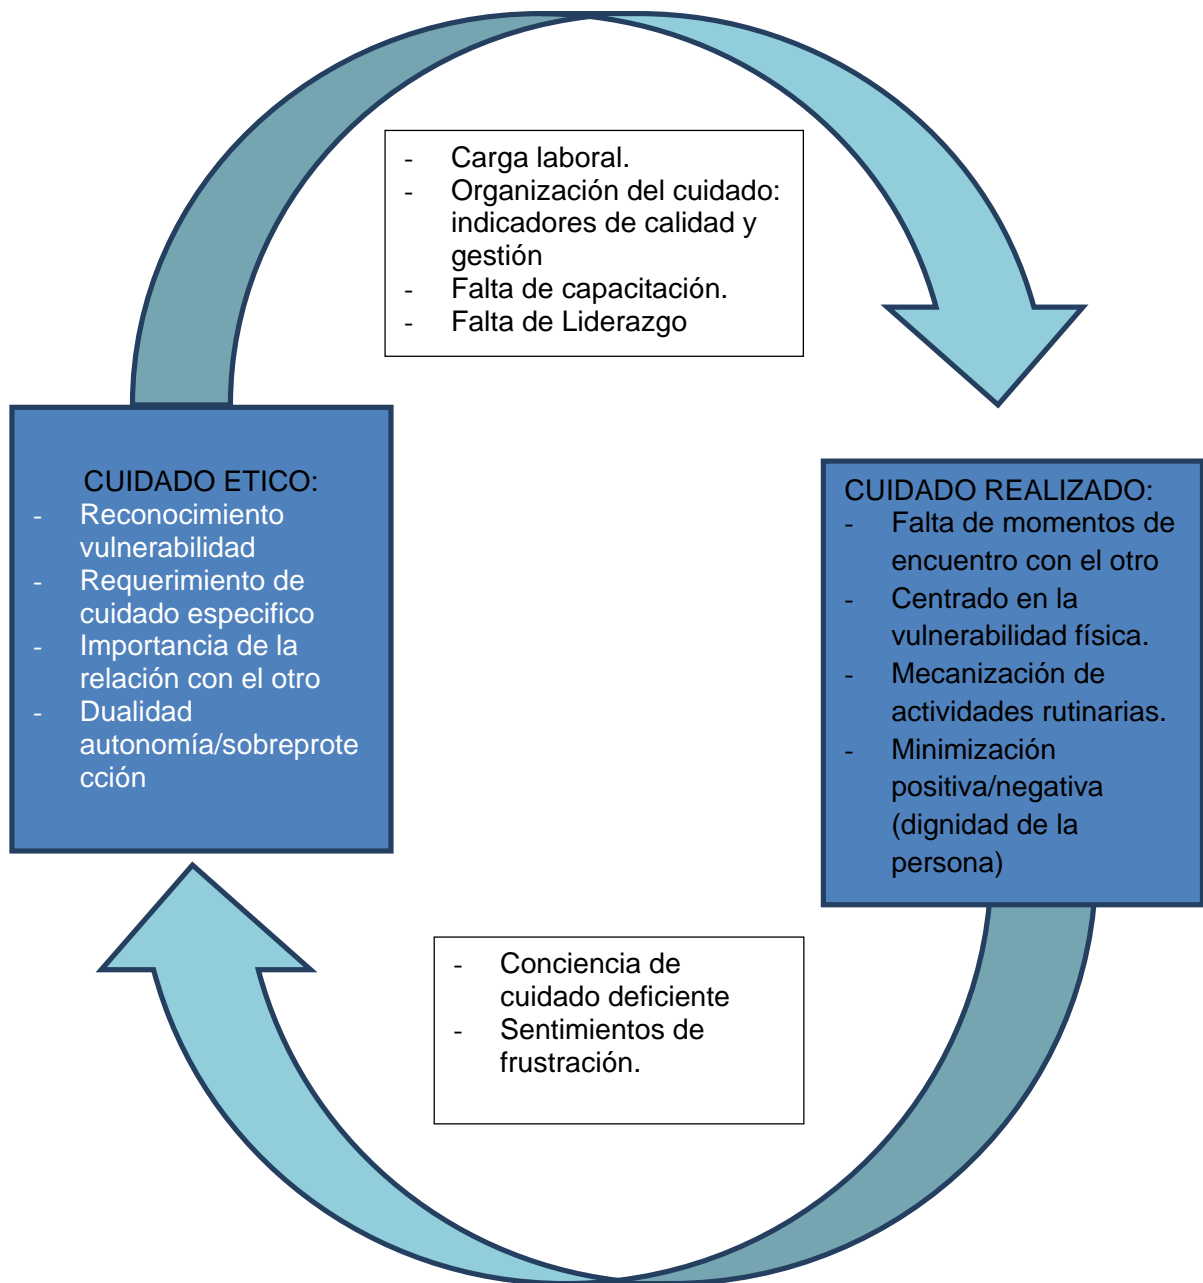 - Carga laboral.
- Organización del cuidado:
indicadores de calidad y
gestión
- Falta de capacitación.
- Falta de Liderazgo
CUIDADO ETICO:
- Reconocimiento
vulnerabilidad
- Requerimiento de
cuidado especifico
- Importancia de la
relación con el otro
- Dualidad
autonomía/sobreprote
cción
CUIDADO REALIZADO:
- Falta de momentos de
encuentro con el otro
- Centrado en la
vulnerabilidad física.
- Mecanización de
actividades rutinarias.
- Minimización
positiva/negativa
(dignidad de la
persona)
- Conciencia de
cuidado deficiente
- Sentimientos de
frustración.